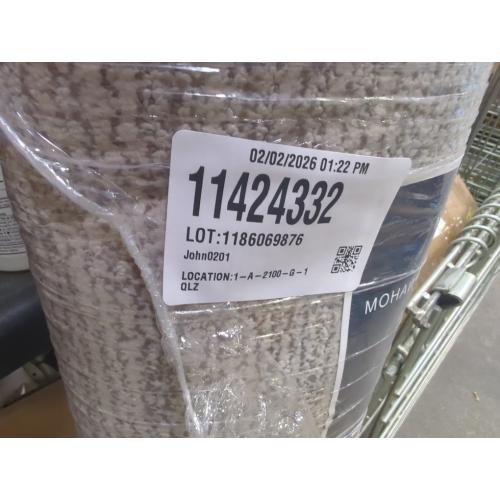 02/02/2026 01:22 PM
11424332
LOT:1186069876
John0201
LOCATION:1-A-2100-G-1
QLZ
MOHA